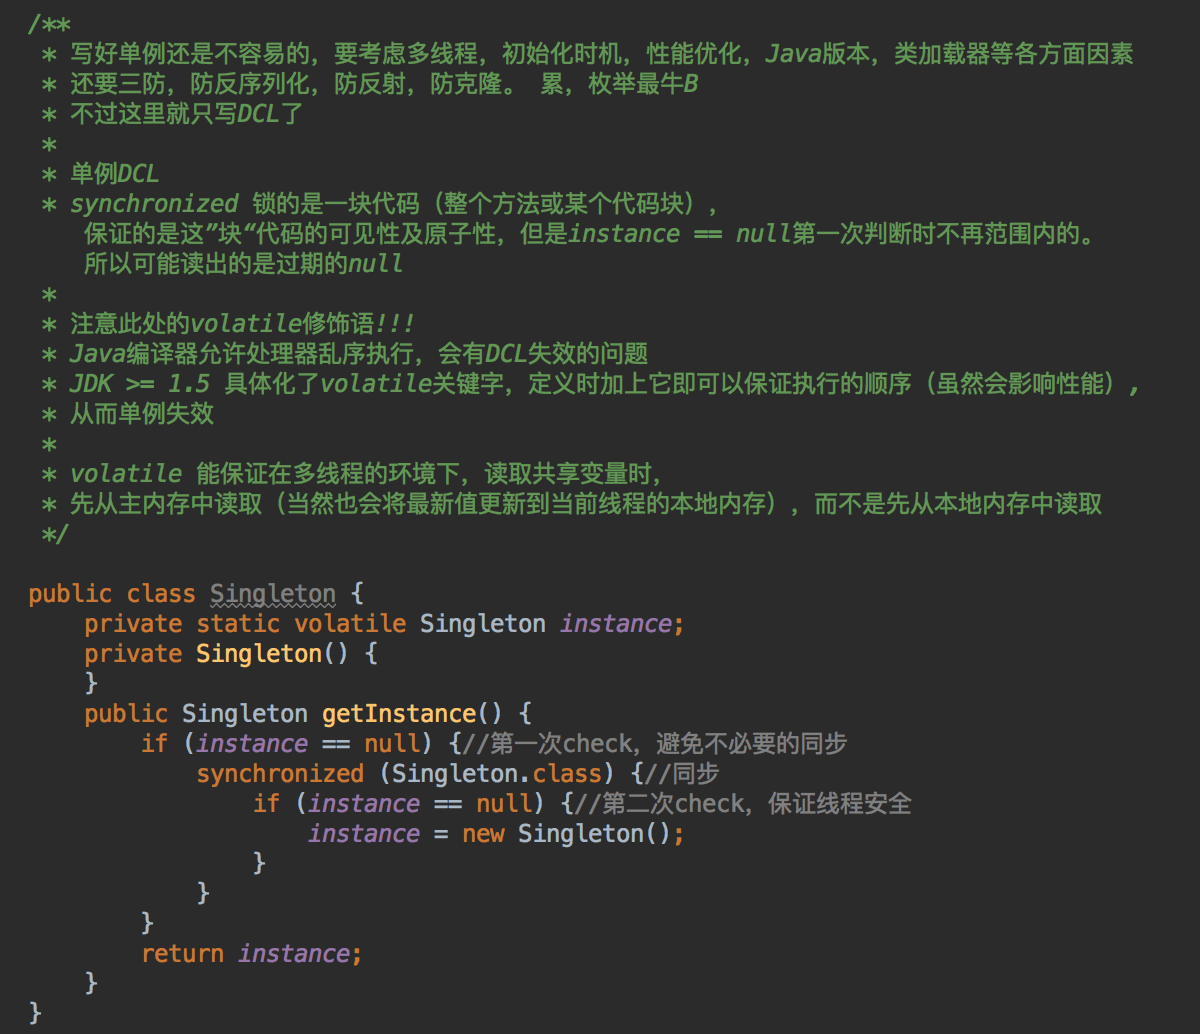 /**
 * 写好单例还是不容易的，要考虑多线程，初始化时机，性能优化，Java版本，类加载器等各方面因素
 * 还要三防，防反序列化，防反射，防克隆。 累，枚举最牛B
 * 不过这里就只写DCL了
 *
 * 单例DCL
 * synchronized 锁的是一块代码（整个方法或某个代码块），
    保证的是这”块“代码的可见性及原子性，但是instance == null第一次判断时不再范围内的。
    所以可能读出的是过期的null
 *
 * 注意此处的volatile修饰语!!!
 * Java编译器允许处理器乱序执行，会有DCL失效的问题
 * JDK >= 1.5 具体化了volatile关键字，定义时加上它即可以保证执行的顺序（虽然会影响性能），
 * 从而单例失效
 *
 * volatile 能保证在多线程的环境下，读取共享变量时，
 * 先从主内存中读取（当然也会将最新值更新到当前线程的本地内存），而不是先从本地内存中读取
 */
public class Singleton {
    private static volatile Singleton instance;
    private Singleton() {
    }
    public Singleton getInstance() {
        if (instance == null) {//第一次check，避免不必要的同步
            synchronized (Singleton.class) {//同步
                if (instance == null) {//第二次check，保证线程安全
                    instance = new Singleton();
                }
            }
        }
        return instance;
    }
}